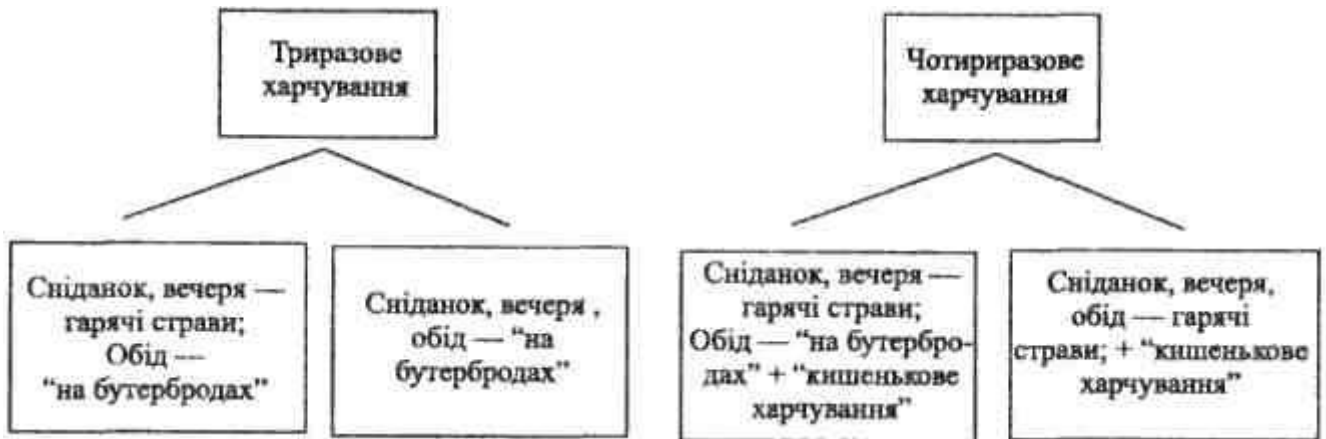 Триразове
харчування
Чотириразове
харчування
Сніданок, вечеря —
гарячі страви;
Обід —
“на бутербродах”
Сніданок, вечеря ,
обід — “на
бутербродах”
Сніданок, вечеря —
гарячі страви;
Обід — “на бутербро-
дах” + “кишенькове
харчування”
Сніданок, вечеря,
обід — гарячі
страви; + “кишенькове
харчування”